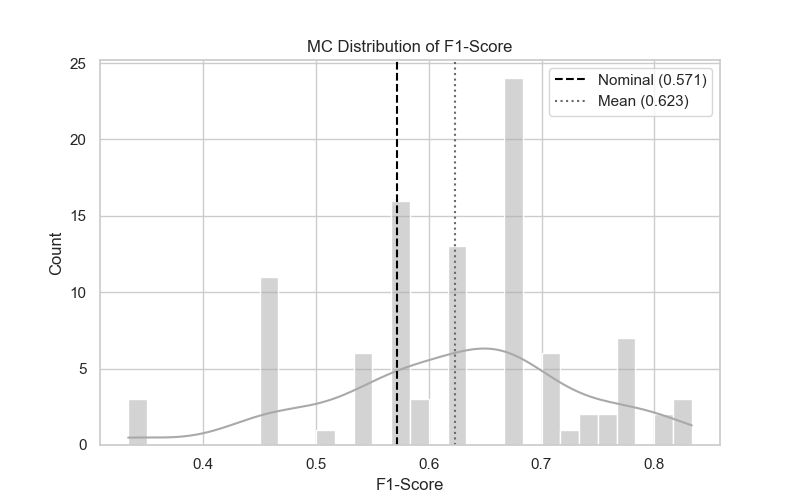 MC Distribution of F1-Score
Nominal (0.571)
Mean (0.623)
25
20
15
10
5
0
Count
0.4 0.5 0.6 0.7 0.8
F1-Score